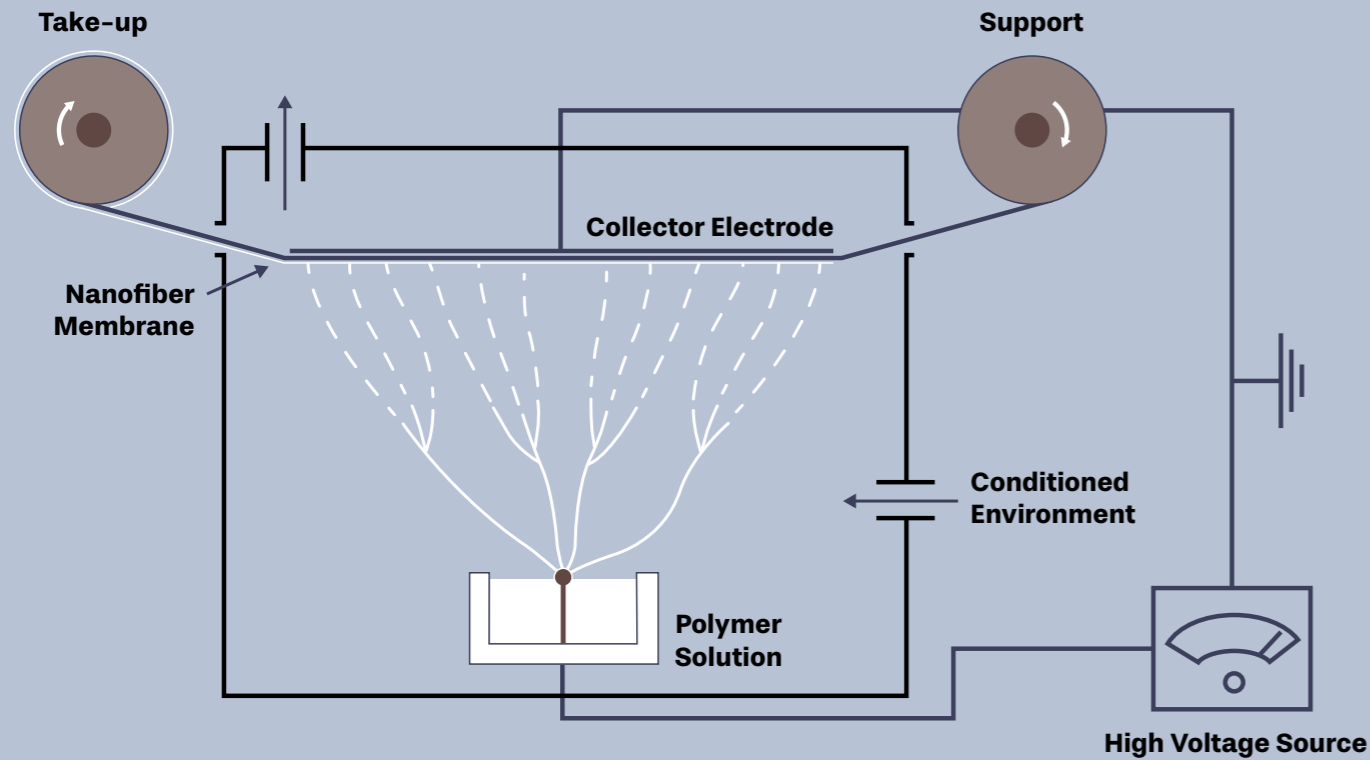 Take-up
Support
Collector Electrode
Nanofiber
Membrane
Conditioned
Environment
Polymer
Solution
High Voltage Source